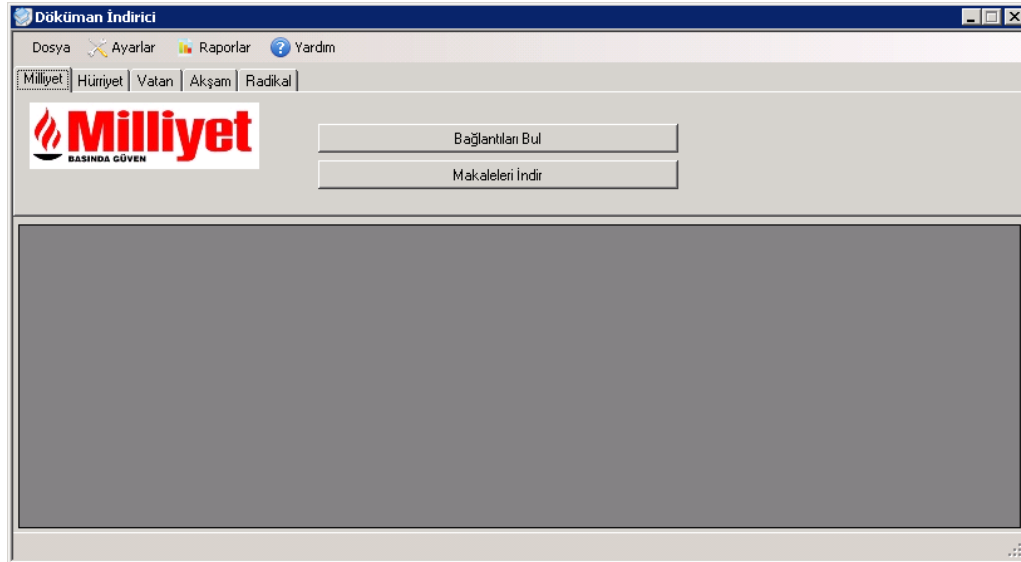 Döküman İndirici
Dosya Ayarlar Raporlar Yardım
Milliyet Hürriyet Vatan Akşam Radikal
Milliyet
BASINDA GÜVEN
Bağlantıları Bul
Makaleleri İndir